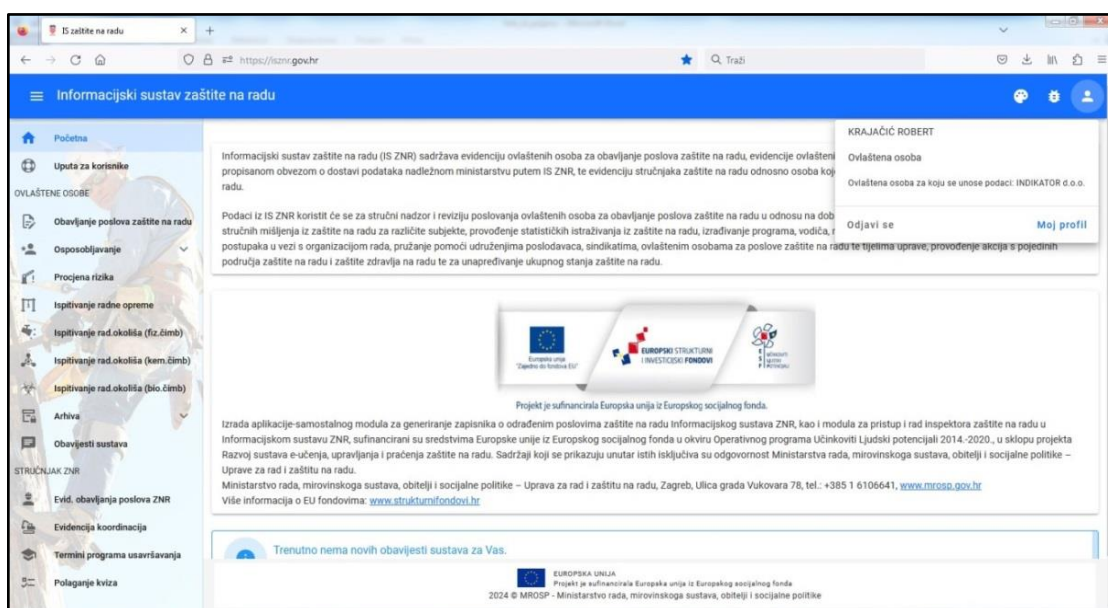 IS zaštite na radu
https://isznr.gov.hr
Traži
Informacijski sustav zaštite na radu
KRAJAČIĆ ROBERT
Ovlaštena osoba
Ovlaštena osoba za koju se unose podaci: INDIKATOR d.o.o.
Odjavi se
Moj profil
Početna
Uputa za korisnike
OVLAŠTENE OSOBE
Obavljanje poslova zaštite na radu
Osposobljavanje
Procjena rizika
Ispitivanje radne opreme
Ispitivanje rad.okoliša (fiz.čimb)
Ispitivanje rad.okoliša (kem.čimb)
Ispitivanje rad.okoliša (bio.čimb)
Arhiva
Obavijesti sustava
STRUČNJAK ZNR
Evid. obavljanja poslova ZNR
Evidencija koordinacija
Termini programa usavršavanja
Polaganje kviza
Informacijski sustav zaštite na radu (IS ZNR) sadržava evidenciju ovlaštenih osoba za obavljanje poslova zaštite na radu, evidencije ovlašteni
propisanom obvezom o dostavi podataka nadležnom ministarstvu putem IS ZNR, te evidenciju stručnjaka zaštite na radu odnosno osoba koj
radu.
Podaci iz IS ZNR koristit će se za stručni nadzor i reviziju poslovanja ovlaštenih osoba za obavljanje poslova zaštite na radu u odnosu na dob
stručnih mišljenja iz zaštite na radu za različite subjekte, provođenje statističkih istraživanja iz zaštite na radu, izrađivanje programa, vodiča,
postupaka u vezi s organizacijom rada, pružanje pomoći udruženjima poslodavaca, sindikatima, ovlaštenim osobama za poslove zaštite na radu te tijelima uprave, provođenje akcija s pojedinih
područja zaštite na radu i zaštite zdravlja na radu te za unapređivanje ukupnog stanja zaštite na radu.
Europska unija
"Zajedno do fondova EU"
EUROPSKI STRUKTURNI
I INVESTICIJSKI FONDOVI
Projekt je sufinancirala Europska unija iz Europskog socijalnog fonda.
Izrada aplikacije-samostalnog modula za generiranje zapisnika o odrađenim poslovima zaštite na radu Informacijskog sustava ZNR, kao i modula za pristup i rad inspektora zaštite na radu u
Informacijskom sustavu ZNR, sufinancirani su sredstvima Europske unije iz Europskog socijalnog fonda u okviru Operativnog programa Učinkoviti Ljudski potencijali 2014.-2020., u sklopu projekta
Razvoj sustava e-učenja, upravljanja i praćenja zaštite na radu. Sadržaji koji se prikazuju unutar istih isključiva su odgovornost Ministarstva rada, mirovinskoga sustava, obitelji i socijalne politike –
Uprave za rad i zaštitu na radu.
Ministarstvo rada, mirovinskoga sustava, obitelji i socijalne politike – Uprava za rad i zaštitu na radu, Zagreb, Ulica grada Vukovara 78, tel.: +385 1 6106641, www.mrosp.gov.hr
Više informacija o EU fondovima: www.strukturnifondovi.hr
Trenutno nema novih obavijesti sustava za Vas.
EUROPSKA UNIJA
Projekt je sufinancirala Europska unija iz Europskog socijalnog fonda
2024 © MROSP - Ministarstvo rada, mirovinskoga sustava, obitelji i socijalne politike